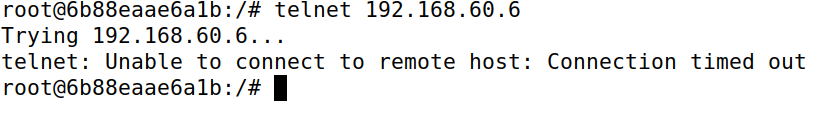 root@6b88eaae6a1b:/# telnet 192.168.60.6
Trying 192.168.60.6...
telnet: Unable to connect to remote host: Connection timed out
root@6b88eaae6a1b:/#